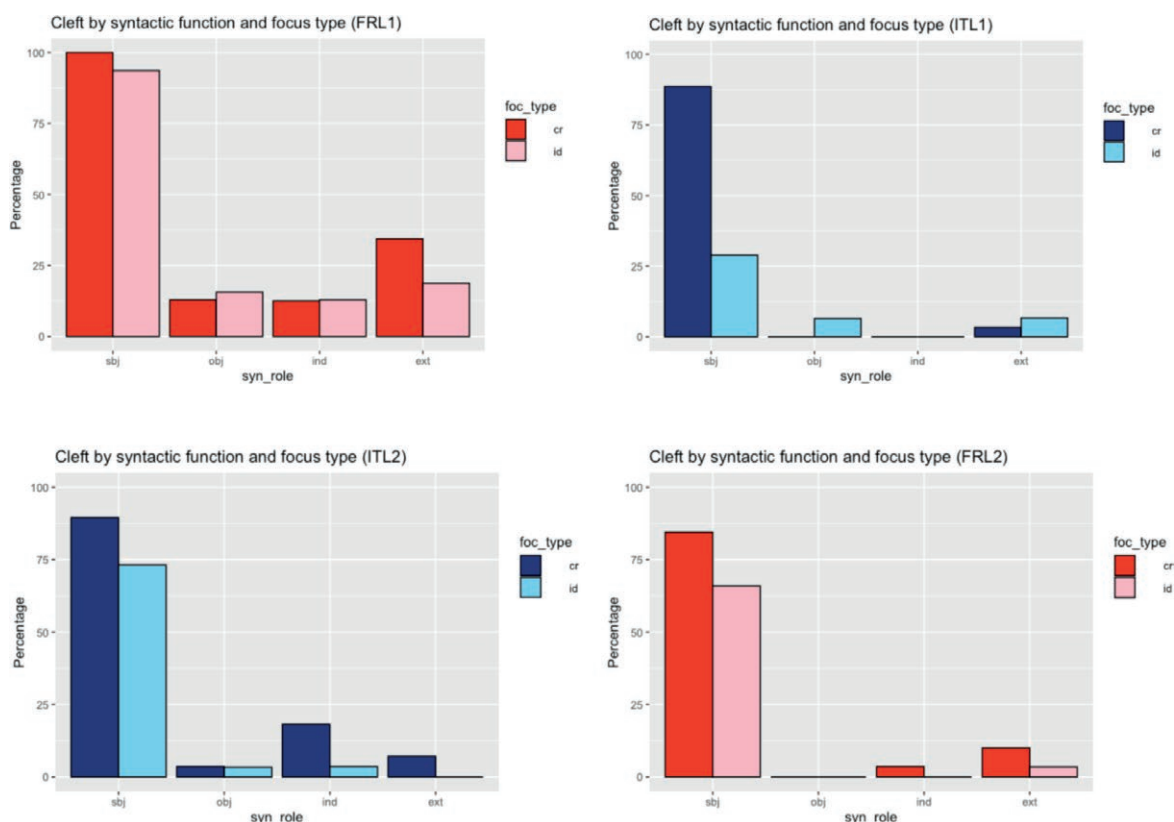 Cleft by syntactic function and focus type (FRL1)
100
75
50
25
0
Percentage
sbj
obj
ind
ext
syn_role
foc_type
cr
id
Cleft by syntactic function and focus type (ITL1)
100
75
50
25
0
Percentage
sbj
obj
ind
ext
syn_role
foc_type
cr
id
Cleft by syntactic function and focus type (ITL2)
100
75
50
25
0
Percentage
sbj
obj
ind
ext
syn_role
foc_type
cr
id
Cleft by syntactic function and focus type (FRL2)
100
75
50
25
0
Percentage
sbj
obj
ind
ext
syn_role
foc_type
cr
id